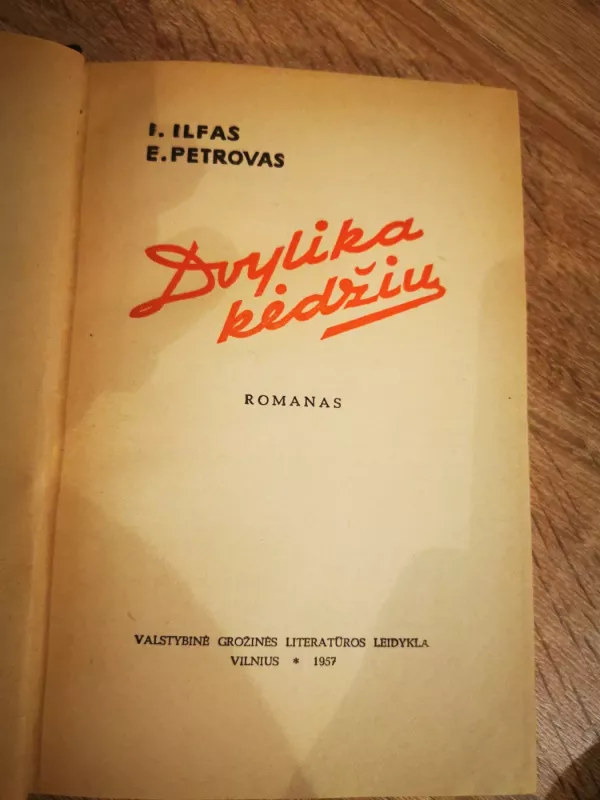 I. ILFAS
E. PETROVAS
Dvylika
kėdžių
ROMANAS
VALSTYBINĖ GROŽINĖS LITERATŪROS LEIDYKLA
VILNIUS * 1957